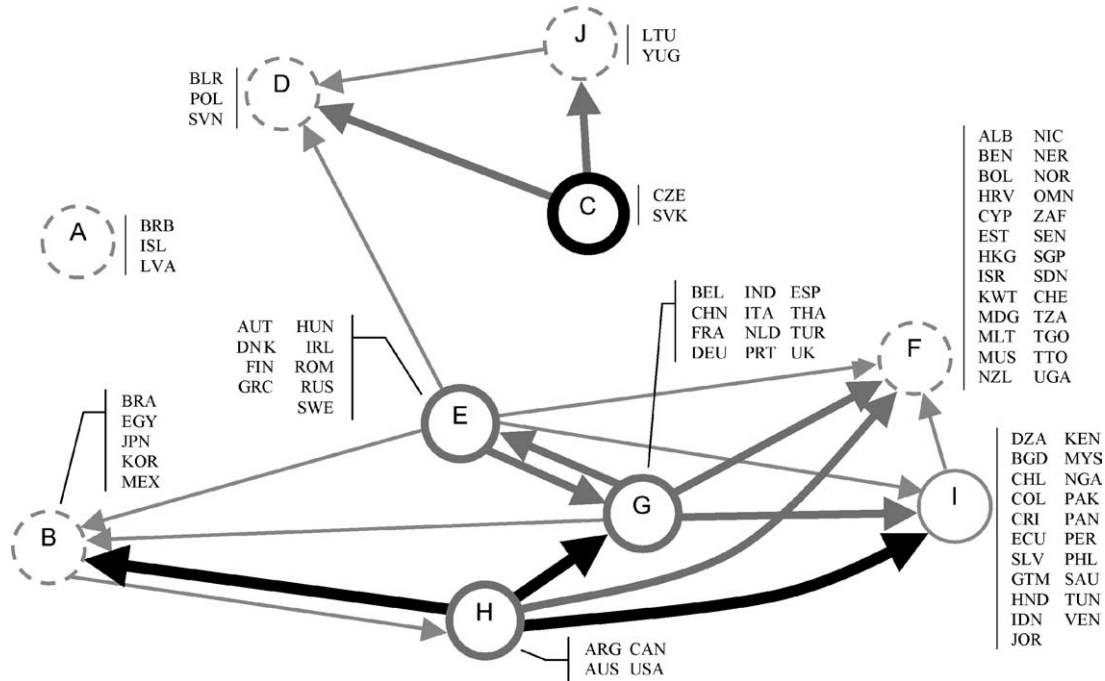 J
LTU
YUG
D
BLR
POL
SVN
C
CZE
SVK
A
BRB
ISL
LVA
ALB NIC
BEN NER
BOL NOR
HRV OMN
CYP ZAF
EST SEN
HKG SGP
ISR SDN
KWT CHE
MDG TZA
MLT TGO
MUS TTO
NZL UGA
F
BEL IND ESP
CHN ITA THA
FRA NLD TUR
DEU PRT UK
AUT HUN
DNK IRL
FIN ROM
GRC RUS
SWE
E
BRA
EGY
JPN
KOR
MEX
B
G
I
DZA KEN
BGD MYS
CHL NGA
COL PAK
CRI PAN
ECU PER
SLV PHL
GTM SAU
HND TUN
IDN VEN
JOR
H
ARG CAN
AUS USA